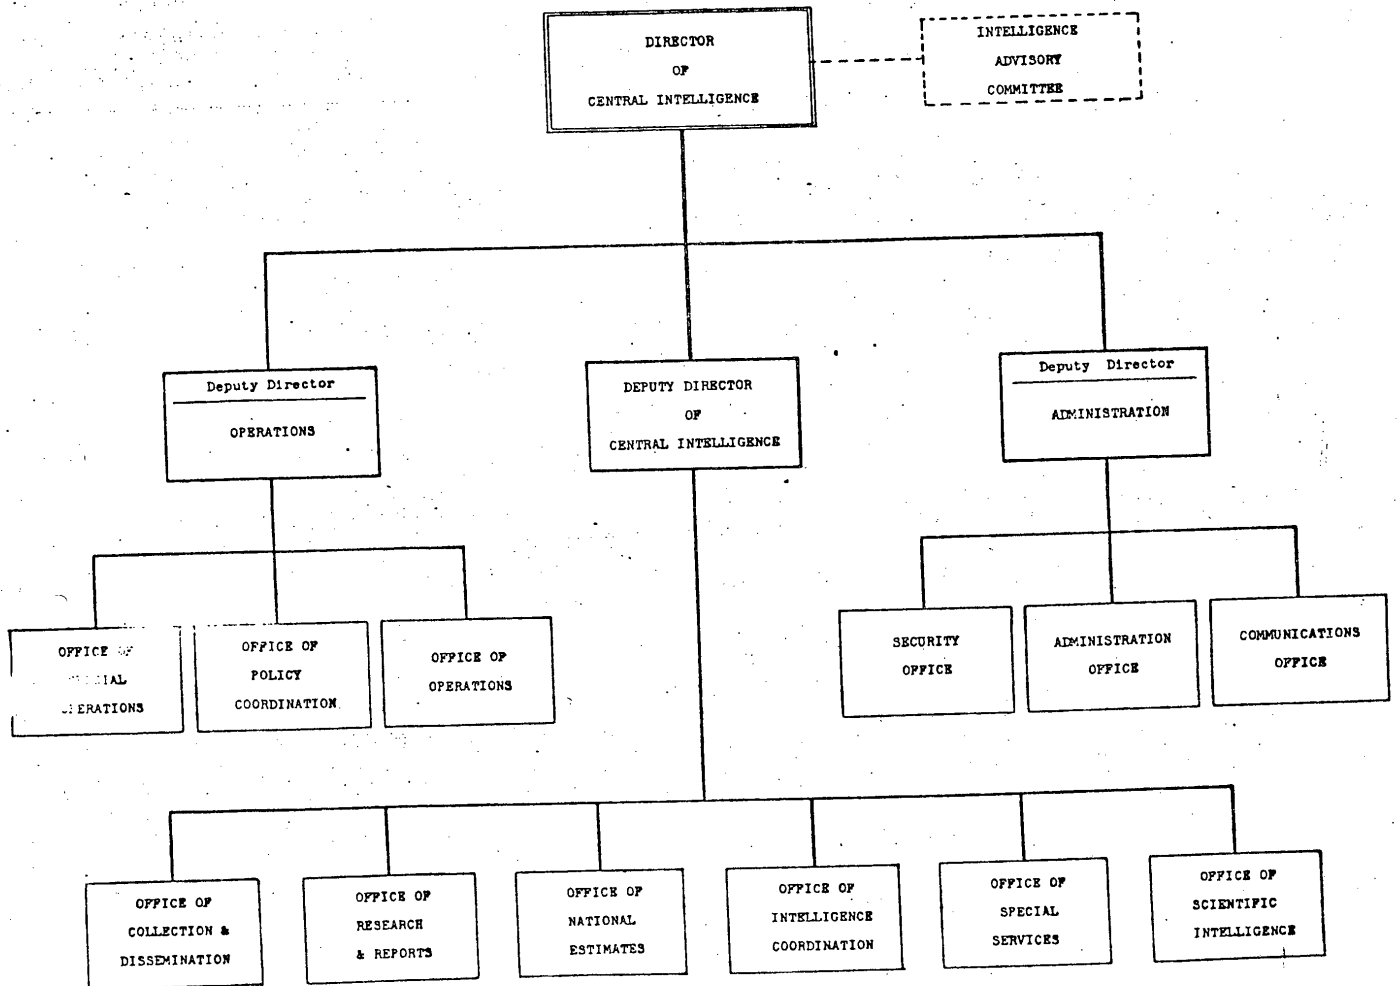 DIRECTOR
OF
CENTRAL INTELLIGENCE
INTELLIGENCE
ADVISORY
COMMITTEE
Deputy Director
OPERATIONS
DEPUTY DIRECTOR
OF
CENTRAL INTELLIGENCE
Deputy Director
ADMINISTRATION
OFFICE OF
OPERATIONS
OFFICE OF
POLICY
COORDINATION
OFFICE OF
OPERATIONS
SECURITY
OFFICE
ADMINISTRATION
OFFICE
COMMUNICATIONS
OFFICE
OFFICE OF
COLLECTION &
DISSEMINATION
OFFICE OF
RESEARCH
& REPORTS
OFFICE OF
NATIONAL
ESTIMATES
OFFICE OF
INTELLIGENCE
COORDINATION
OFFICE OF
SPECIAL
SERVICES
OFFICE OF
SCIENTIFIC
INTELLIGENCE